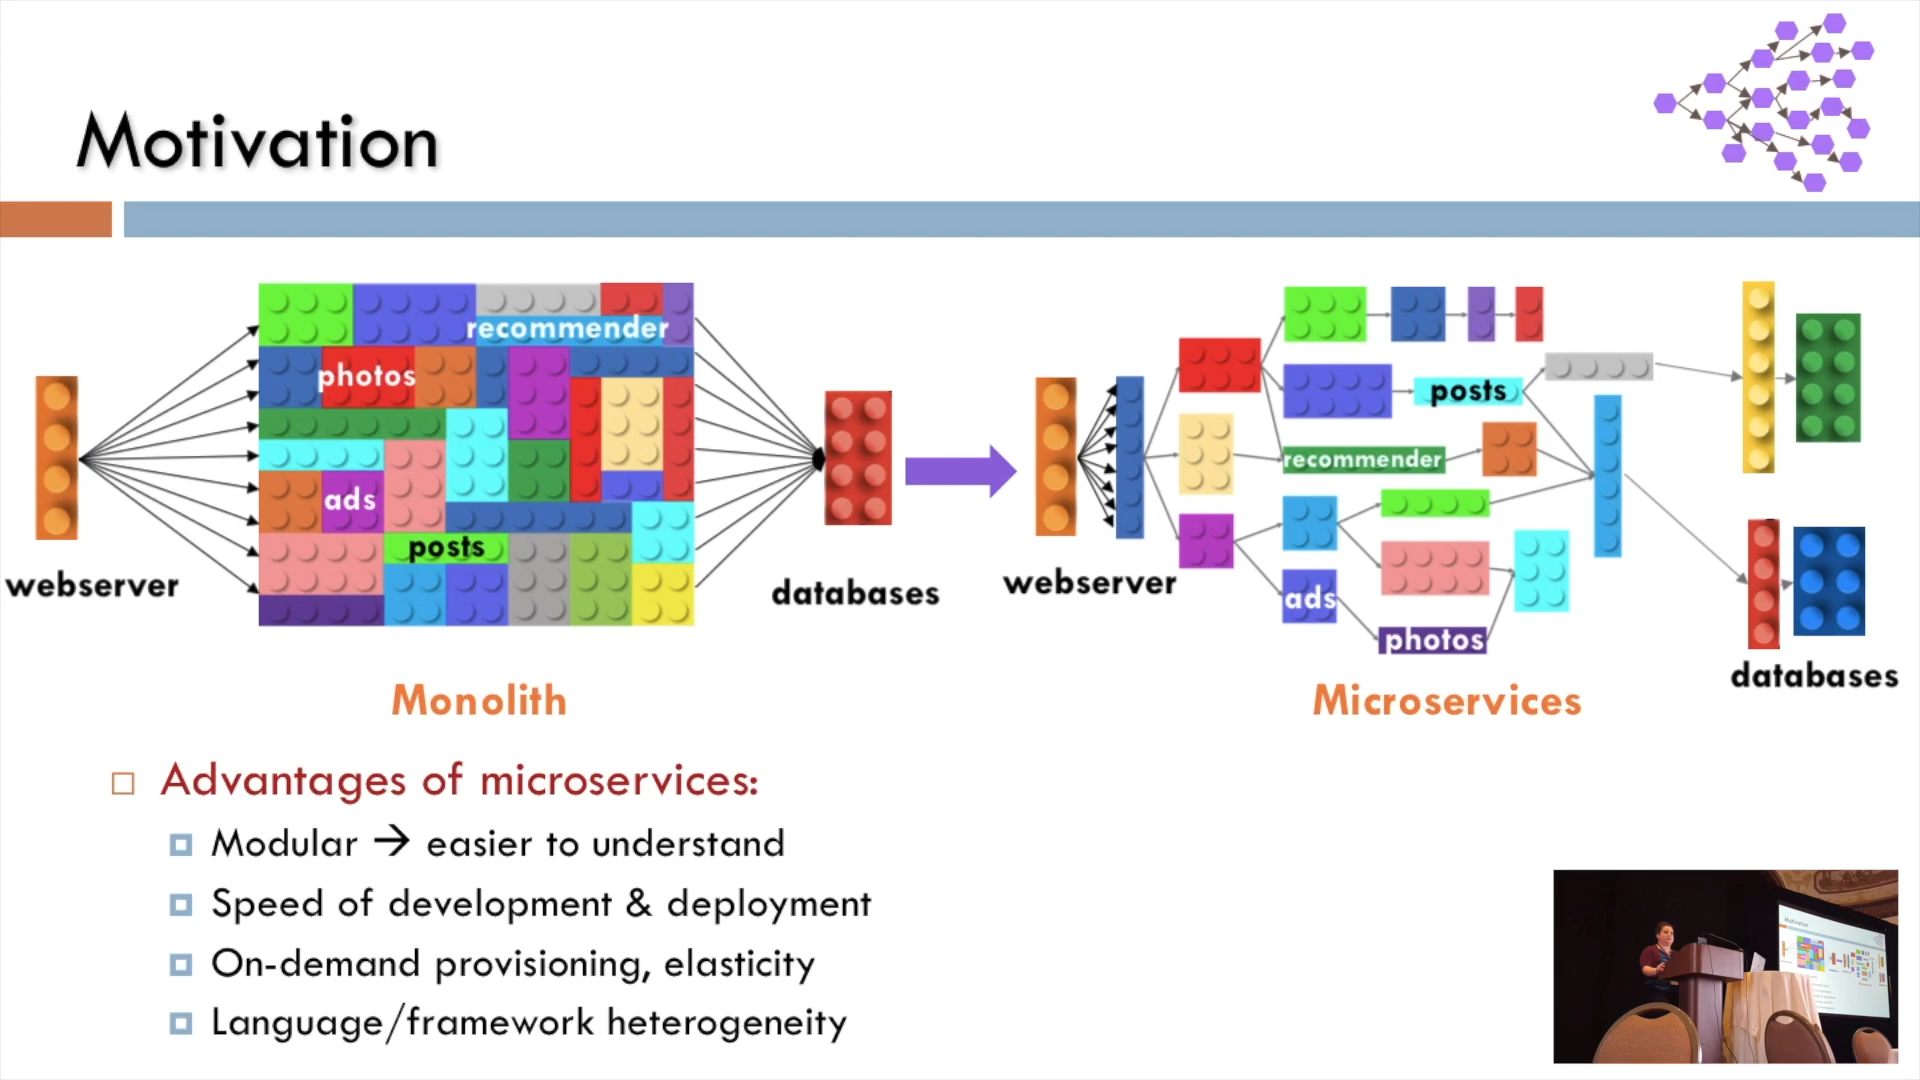 Motivation
recommender
photos
ads
posts
webserver
databases
Monolith
posts
recommender
ads
photos
webserver
databases
Microservices
Advantages of microservices:
Modular → easier to understand
Speed of development & deployment
On-demand provisioning, elasticity
Language/framework heterogeneity
Motivation